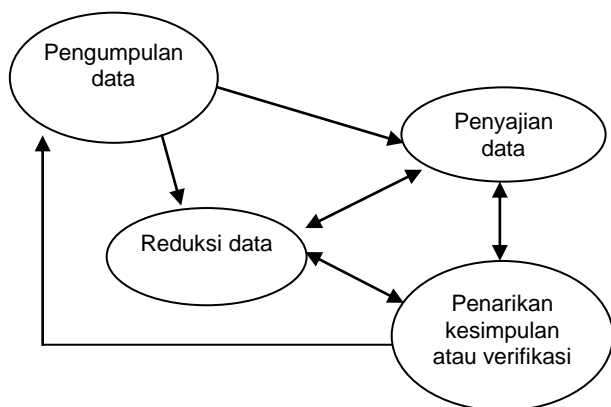 Pengumpulan
data
Penyajian
data
Reduksi data
Penarikan
kesimpulan
atau verifikasi